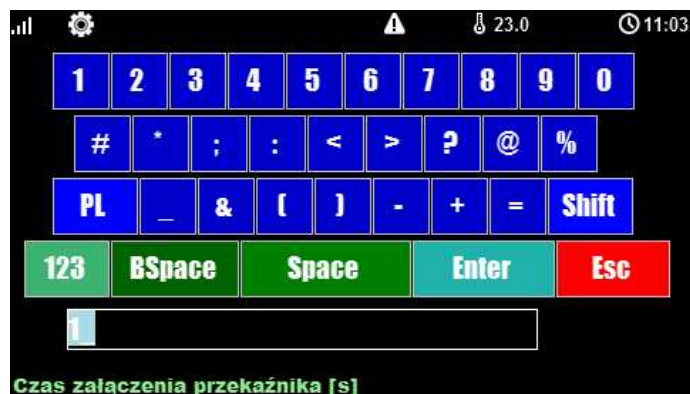 23.0 11:03
1 2 3 4 5 6 7 8 9 0
# * ; : < > ? @ %
PL _ & ( ) - + = Shift
123 BSpace Space Enter Esc
1_
Czas załączenia przekaźnika [s]